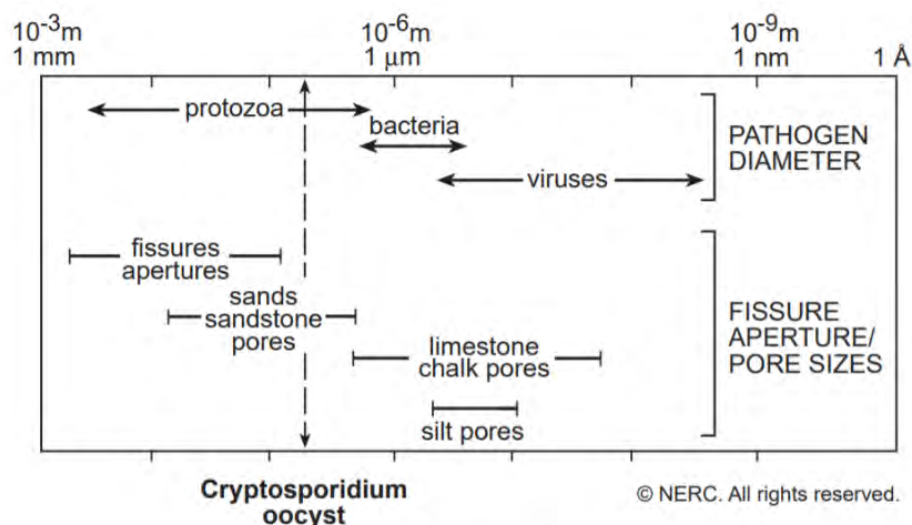 10⁻³m
1 mm
10⁻⁶m
1 μm
10⁻⁹m
1 nm
1 Å
protozoa
bacteria
viruses
PATHOGEN
DIAMETER
fissures
apertures
sands
sandstone
pores
limestone
chalk pores
silt pores
FISSURE
APERTURE/
PORE SIZES
Cryptosporidium
oocyst
© NERC. All rights reserved.